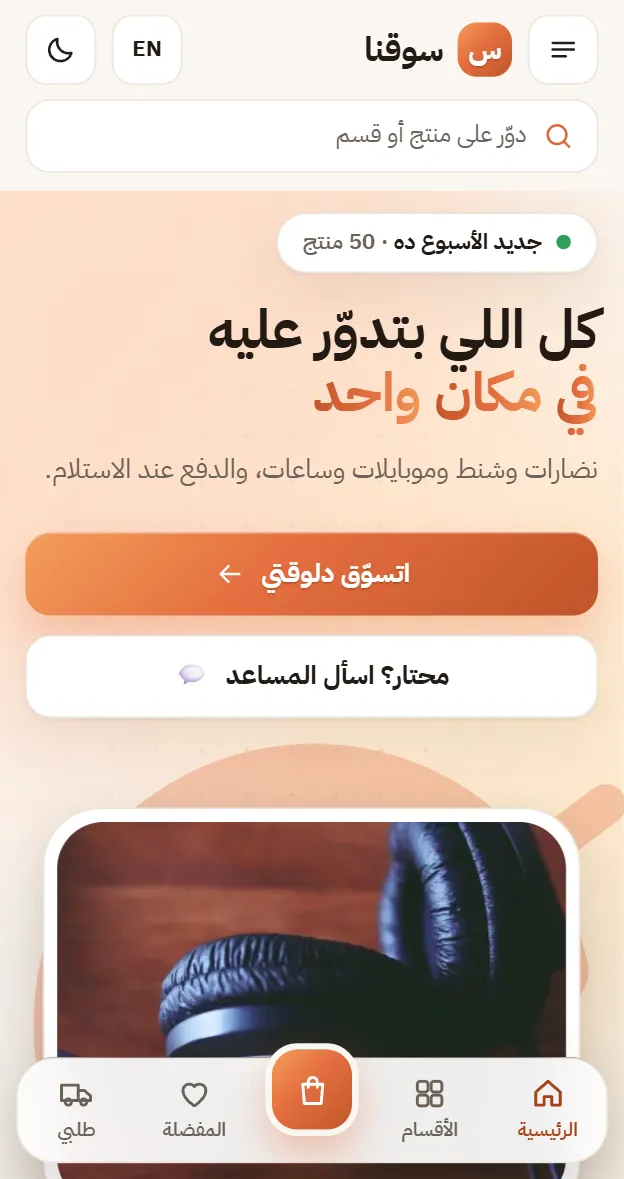 س سوقنا
EN
دوّر على منتج أو قسم
جديد الأسبوع ده · 50 منتج
كل اللي بتدوّر عليه
في مكان واحد
نضارات وشنط وموبايلات وساعات، والدفع عند الاستلام.
اتسوّق دلوقتي ←
محتار؟ اسأل المساعد
الرئيسية
الأقسام
المفضلة
طلبي